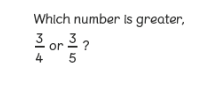 Which number is greater,
3/4 or 3/5 ?